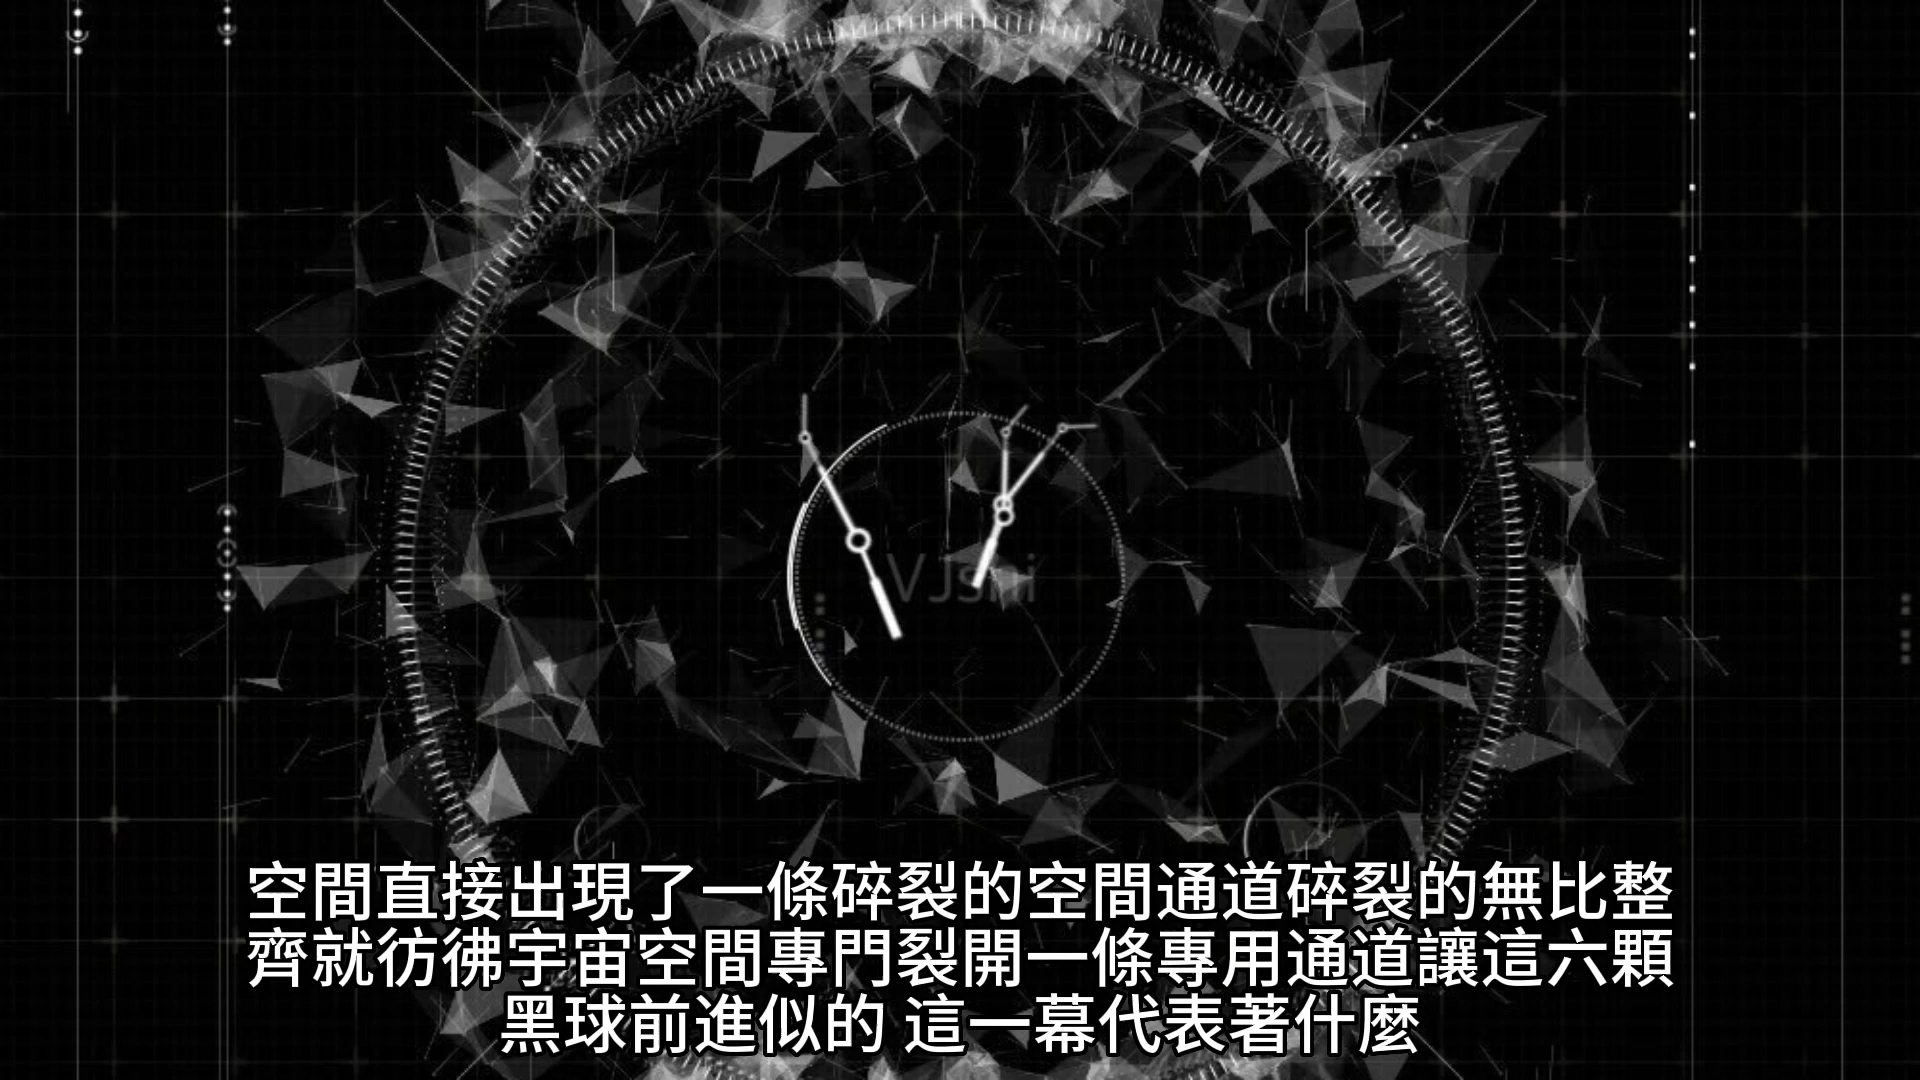 VJshi
空間直接出現了一條碎裂的空間通道碎裂的無比整
齊就彷彿宇宙空間專門裂開一條專用通道讓這六顆
黑球前進似的 這一幕代表著什麼